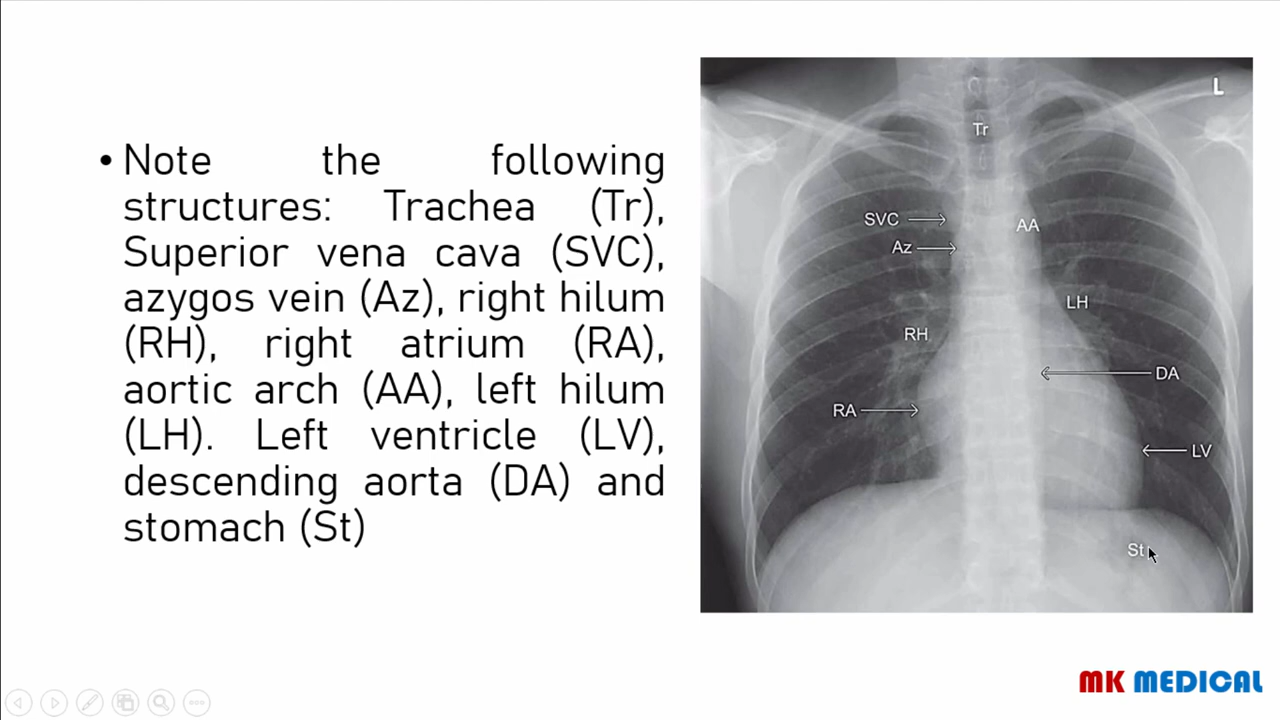 • Note the following
structures: Trachea (Tr),
Superior vena cava (SVC),
azygos vein (Az), right hilum
(RH), right atrium (RA),
aortic arch (AA), left hilum
(LH). Left ventricle (LV),
descending aorta (DA) and
stomach (St)
L
Tr
SVC
AA
Az
LH
RH
DA
RA
LV
St
MK MEDICAL